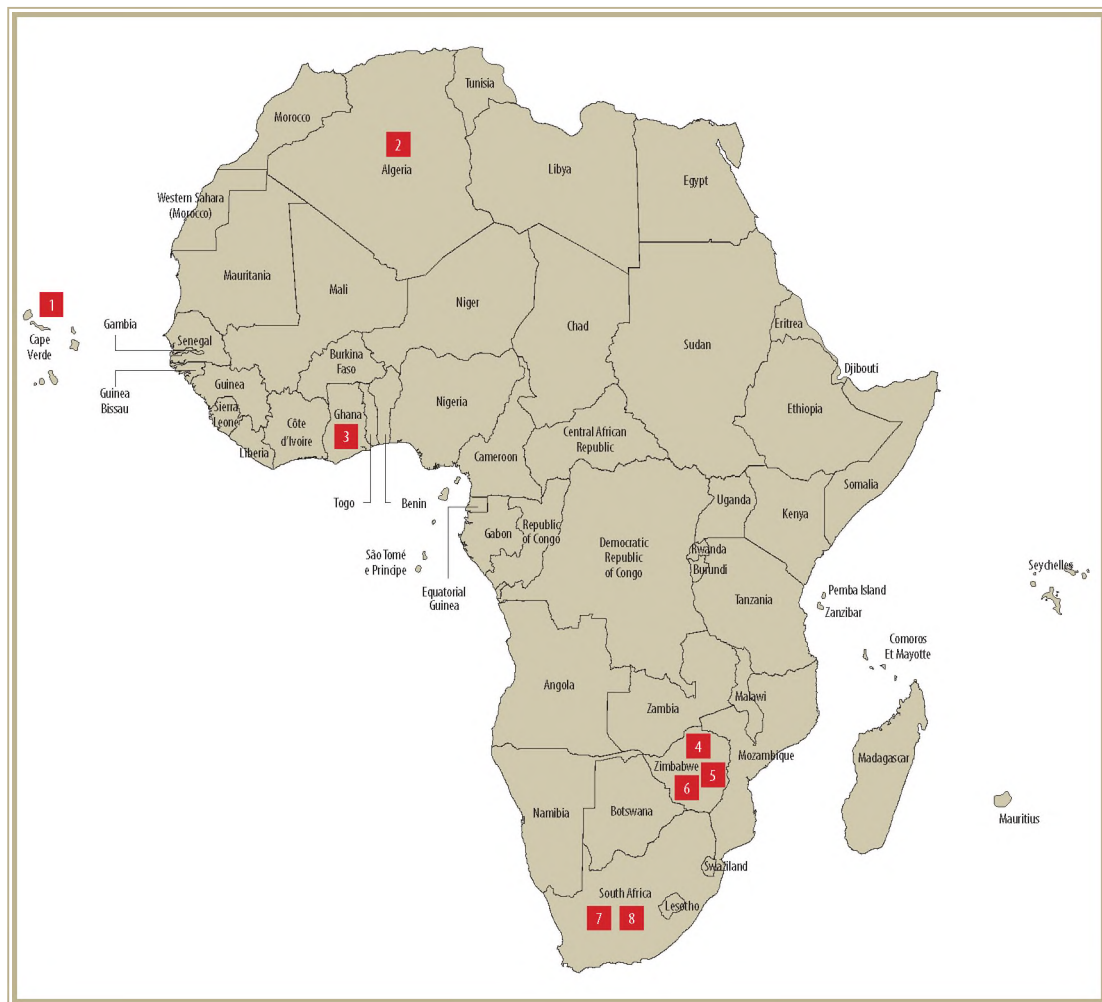 Tunisia
Morocco
2
Algeria
Libya
Egypt
Western Sahara
(Morocco)
Mauritania
Mali
Niger
Chad
Sudan
Eritrea
1
Cape
Verde
Gambia
Senegal
Guinea
Bissau
Guinea
Burkina
Faso
Djibouti
Sierra
Leone
Côte
d'Ivoire
Ghana
3
Nigeria
Ethiopia
Liberia
Central African
Republic
Cameroon
Togo
Benin
Somalia
Uganda
Kenya
Gabon
Republic
of Congo
Democratic
Republic
of Congo
Rwanda
Burundi
São Tomé
e Principe
Equatorial
Guinea
Tanzania
Pemba Island
Zanzibar
Seychelles
Comoros
Et Mayotte
Angola
Zambia
Malawi
4
Mozambique
Zimbabwe
5
6
Madagascar
Namibia
Botswana
Mauritius
Swaziland
South Africa
Lesotho
7
8